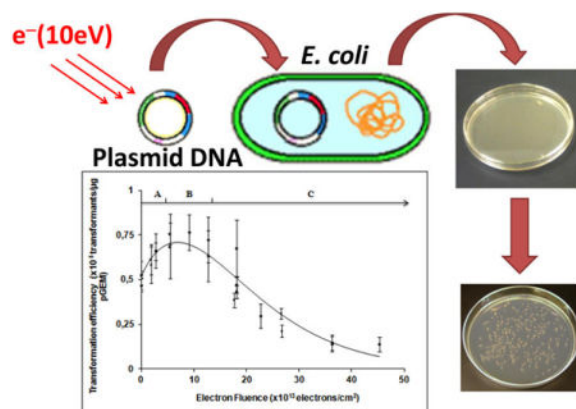 e⁻(10eV)
E. coli
Plasmid DNA
A B C
1
0,75
0,5
0,25
0
0 10 20 30 40 50
Transformation efficiency (x10
transformants/µg
pGEM)
Electron Fluence (x10¹² electrons/cm²)